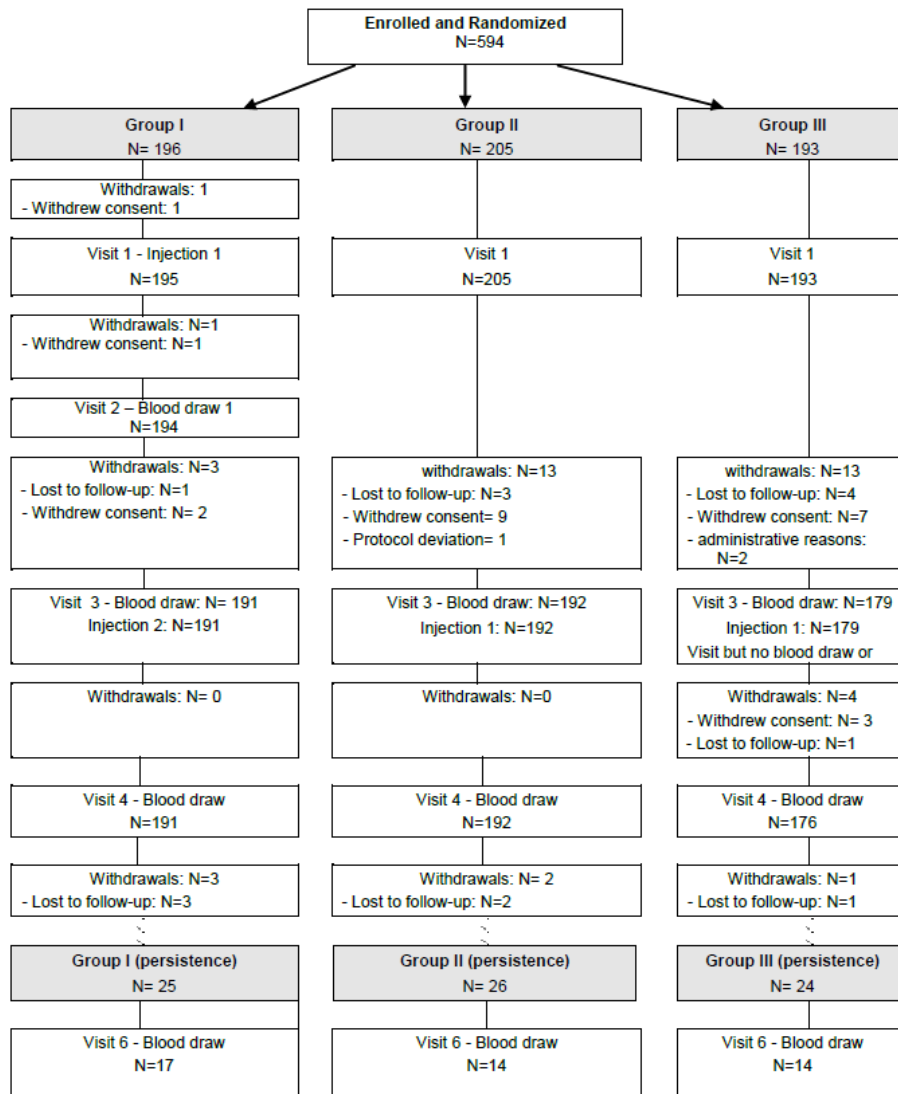 Enrolled and Randomized
N=594
Group I
N= 196
Withdrawals: 1
- Withdrew consent: 1
Visit 1 - Injection 1
N=195
Withdrawals: N=1
- Withdrew consent: N=1
Visit 2 – Blood draw 1
N=194
Withdrawals: N=3
- Lost to follow-up: N=1
- Withdrew consent: N= 2
Visit 3 - Blood draw: N= 191
Injection 2: N=191
Withdrawals: N= 0
Visit 4 - Blood draw
N=191
Withdrawals: N=3
- Lost to follow-up: N=3
Group I (persistence)
N= 25
Visit 6 - Blood draw
N=17
Group II
N= 205
Visit 1
N=205
withdrawals: N=13
- Lost to follow-up: N=3
- Withdrew consent= 9
- Protocol deviation= 1
Visit 3 - Blood draw: N=192
Injection 1: N=192
Withdrawals: N=0
Visit 4 - Blood draw
N=192
Withdrawals: N= 2
- Lost to follow-up: N=2
Group II (persistence)
N= 26
Visit 6 - Blood draw
N=14
Group III
N= 193
Visit 1
N=193
withdrawals: N=13
- Lost to follow-up: N=4
- Withdrew consent: N=7
- administrative reasons:
N=2
Visit 3 - Blood draw: N=179
Injection 1: N=179
Visit but no blood draw or
Withdrawals: N=4
- Withdrew consent: N= 3
- Lost to follow-up: N=1
Visit 4 - Blood draw
N=176
Withdrawals: N=1
- Lost to follow-up: N=1
Group III (persistence)
N= 24
Visit 6 - Blood draw
N=14